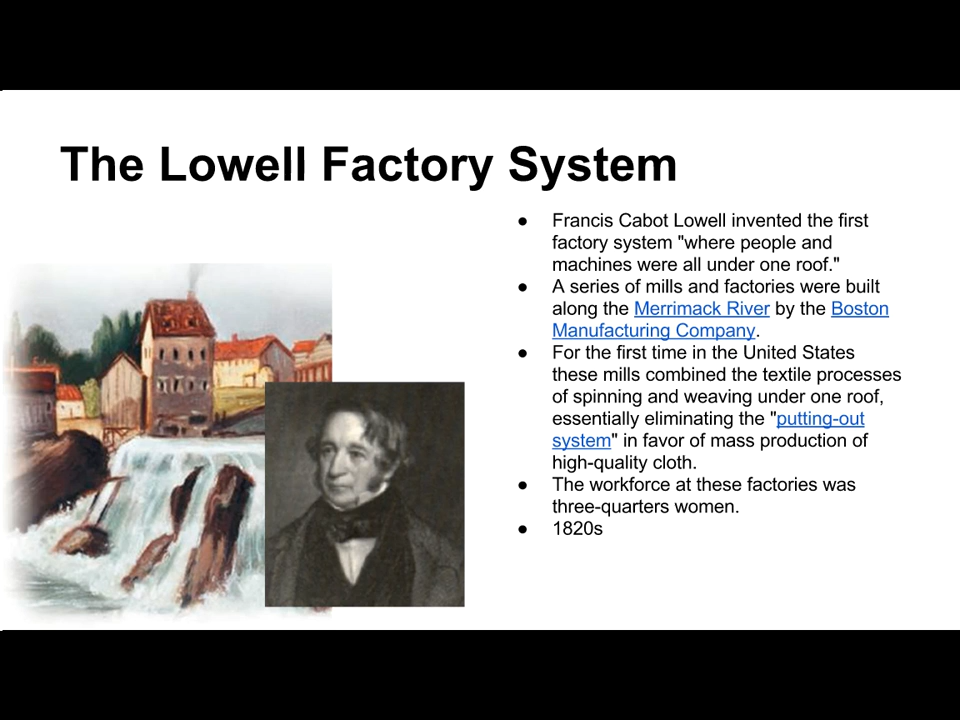 The Lowell Factory System
● Francis Cabot Lowell invented the first
factory system "where people and
machines were all under one roof."
● A series of mills and factories were built
along the Merrimack River by the Boston
Manufacturing Company.
● For the first time in the United States
these mills combined the textile processes
of spinning and weaving under one roof,
essentially eliminating the "putting-out
system" in favor of mass production of
high-quality cloth.
● The workforce at these factories was
three-quarters women.
● 1820s